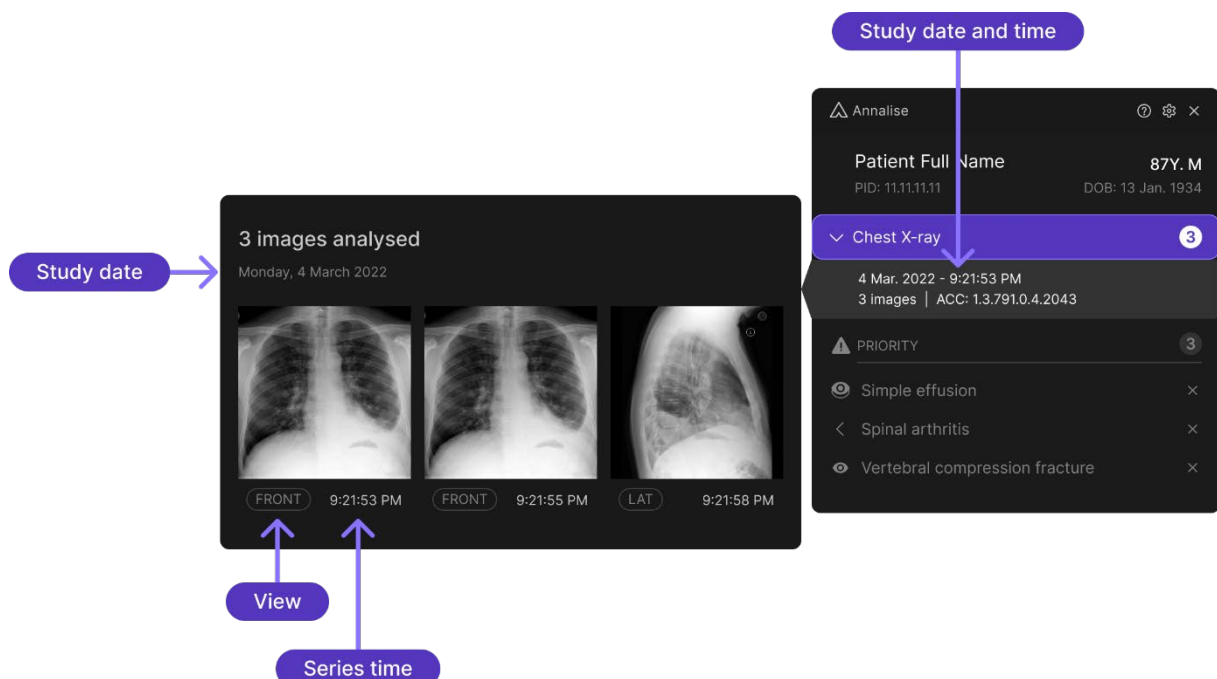 Study date and time
Annalise
Patient Full Name
87Y. M
PID: 11.11.11.11
DOB: 13 Jan. 1934
Chest X-ray
3
4 Mar. 2022 - 9:21:53 PM
3 images | ACC: 1.3.791.0.4.2043
PRIORITY
3
Simple effusion
Spinal arthritis
Vertebral compression fracture
Study date
3 images analysed
Monday, 4 March 2022
FRONT 9:21:53 PM
FRONT 9:21:55 PM
LAT 9:21:58 PM
View
Series time